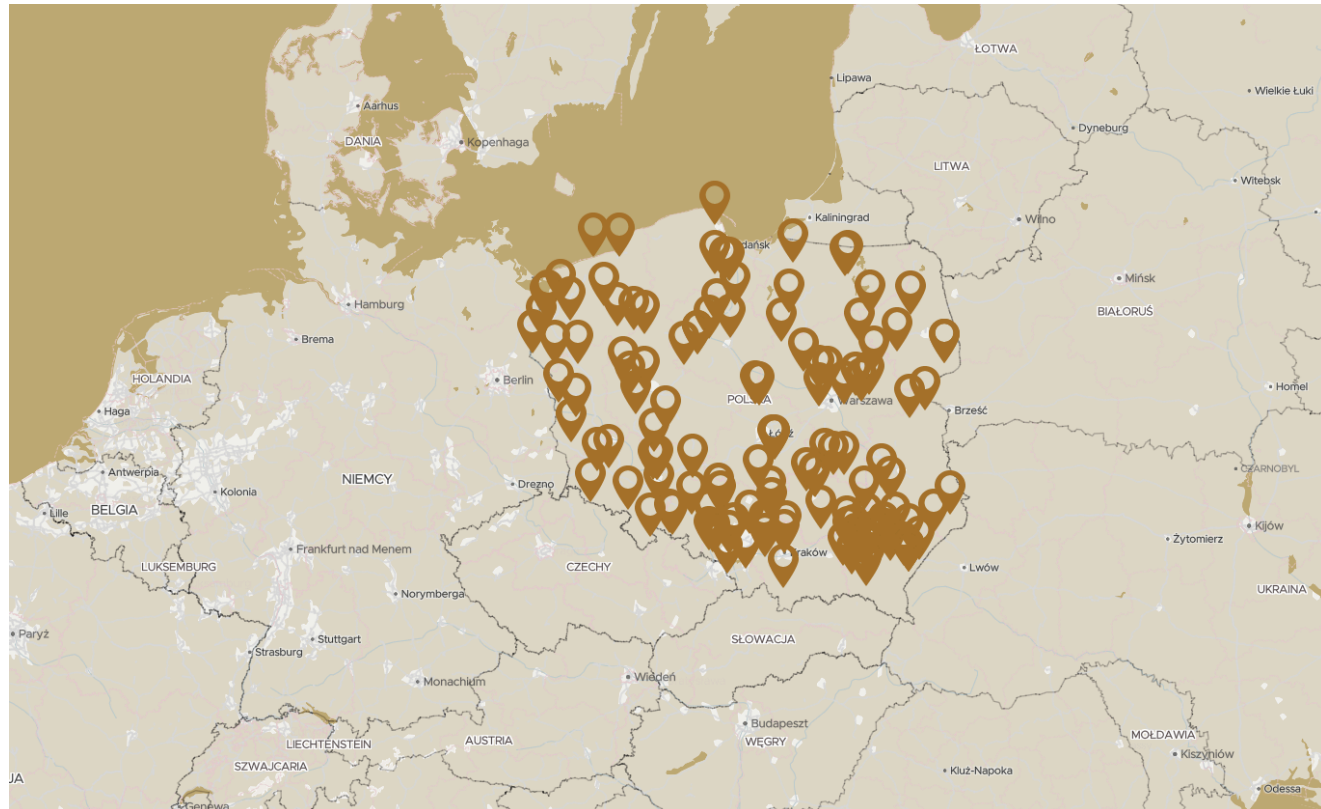 ŁOTWA
Lipawa
Wielkie Łuki
Aarhus
Dyneburg
DANIA
Kopenhaga
LITWA
Witebsk
Kaliningrad
Wilno
dańsk
Mińsk
Hamburg
BIAŁORUŚ
Brema
HOLANDIA
Berlin
Homel
Haga
POLSKA
Warszawa
Brześć
Łódź
Antwerpia
CZARNOBYL
NIEMCY
Drezno
Kolonia
BELGIA
Lille
Kijów
Żytomierz
Frankfurt nad Menem
Kraków
LUKSEMBURG
CZECHY
Lwów
UKRAINA
Norymberga
Paryż
Stuttgart
SŁOWACJA
Strasburg
Monachium
Wiedeń
Budapeszt
MOŁDAWIA
LIECHTENSTEIN
AUSTRIA
WĘGRY
Kiszyniów
SZWAJCARIA
Kluż-Napoka
JA
Odessa
Genewa